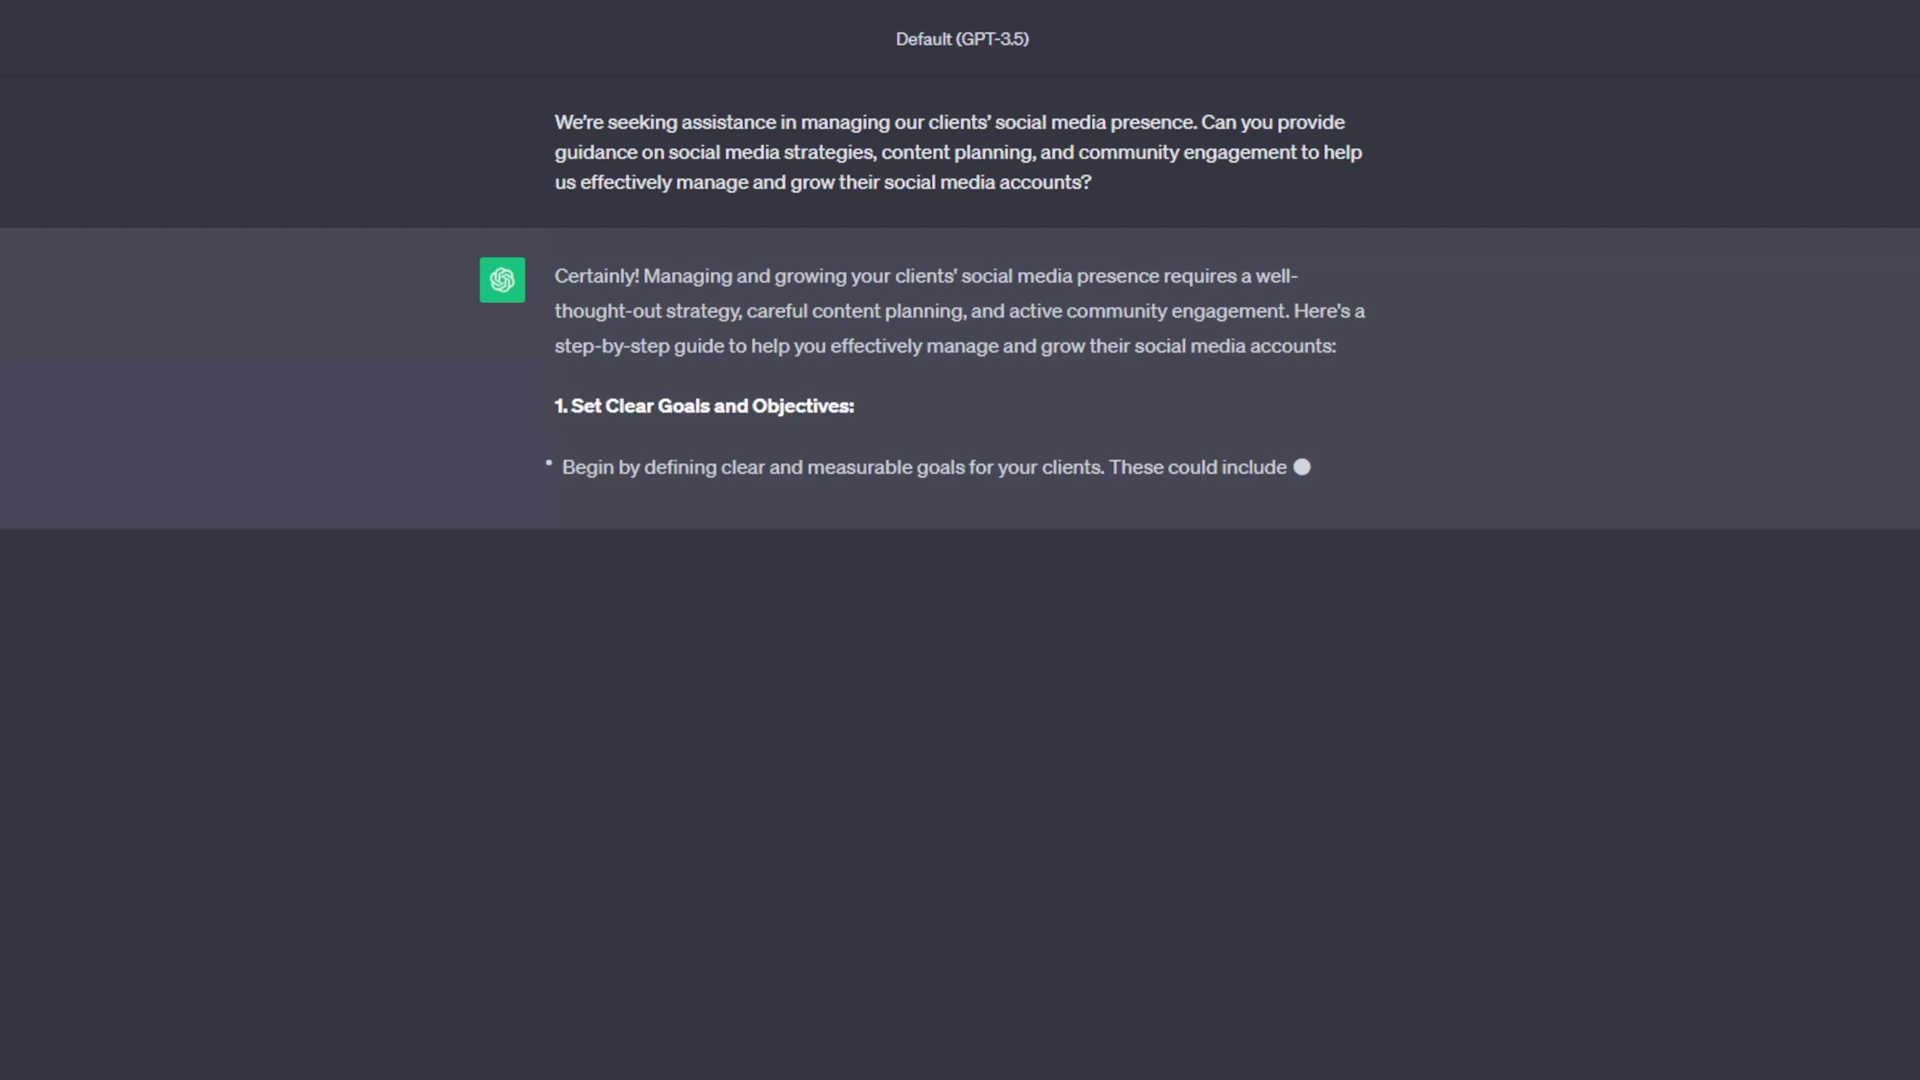 Default (GPT-3.5)
We're seeking assistance in managing our clients' social media presence. Can you provide
guidance on social media strategies, content planning, and community engagement to help
us effectively manage and grow their social media accounts?
Certainly! Managing and growing your clients' social media presence requires a well-
thought-out strategy, careful content planning, and active community engagement. Here's a
step-by-step guide to help you effectively manage and grow their social media accounts:
1. Set Clear Goals and Objectives:
• Begin by defining clear and measurable goals for your clients. These could include